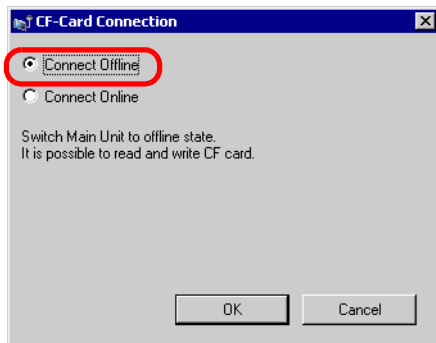 CF-Card Connection
Connect Offline
Connect Online
Switch Main Unit to offline state.
It is possible to read and write CF card.
OK
Cancel